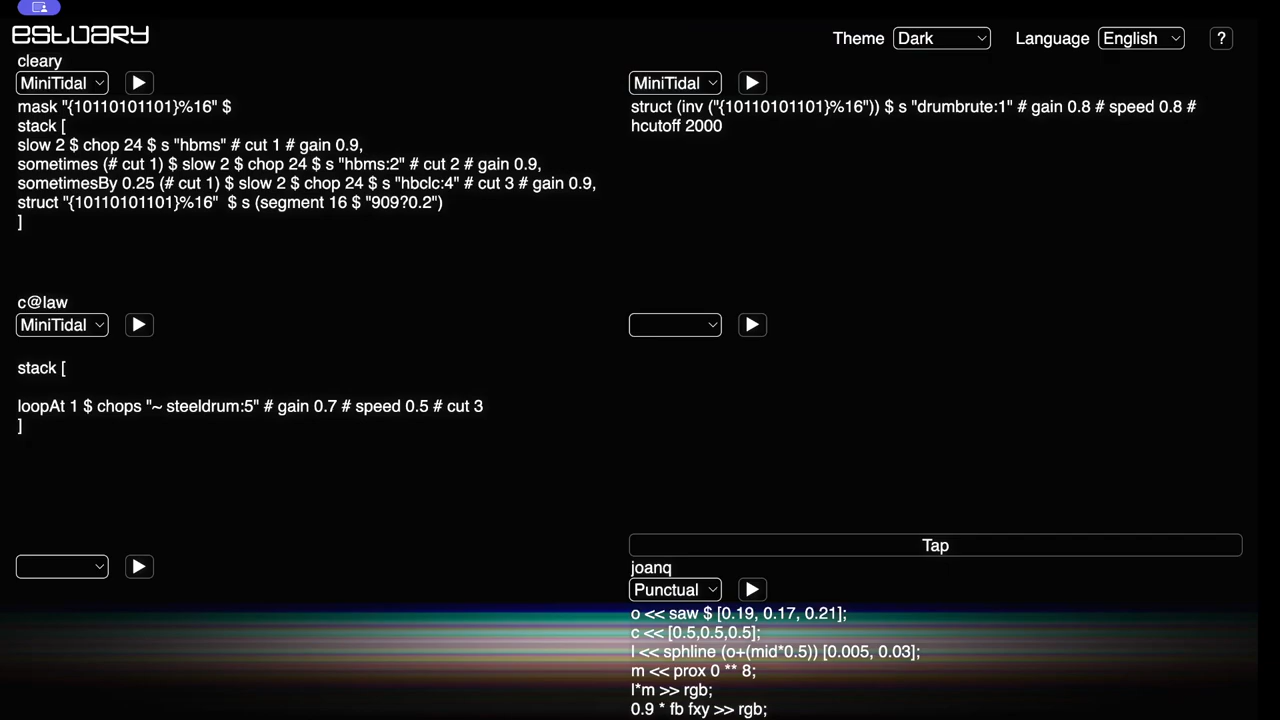 estuary
Theme Dark Language English ?
cleary
MiniTidal
mask "{10110101101}%16" $
stack [
slow 2 $ chop 24 $ s "hbms" # cut 1 # gain 0.9,
sometimes (# cut 1) $ slow 2 $ chop 24 $ s "hbms:2" # cut 2 # gain 0.9,
sometimesBy 0.25 (# cut 1) $ slow 2 $ chop 24 $ s "hbclc:4" # cut 3 # gain 0.9,
struct "{10110101101}%16"  $ s (segment 16 $ "909?0.2")
]
MiniTidal
struct (inv ("{10110101101}%16")) $ s "drumbrute:1" # gain 0.8 # speed 0.8 #
hcutoff 2000
c@law
MiniTidal
stack [
loopAt 1 $ chops "~ steeldrum:5" # gain 0.7 # speed 0.5 # cut 3
]
Tap
joanq
Punctual
o << saw $ [0.19, 0.17, 0.21];
c << [0.5,0.5,0.5];
l << sphline (o+(mid*0.5)) [0.005, 0.03];
m << prox 0 ** 8;
l*m >> rgb;
0.9 * fb fxy >> rgb;